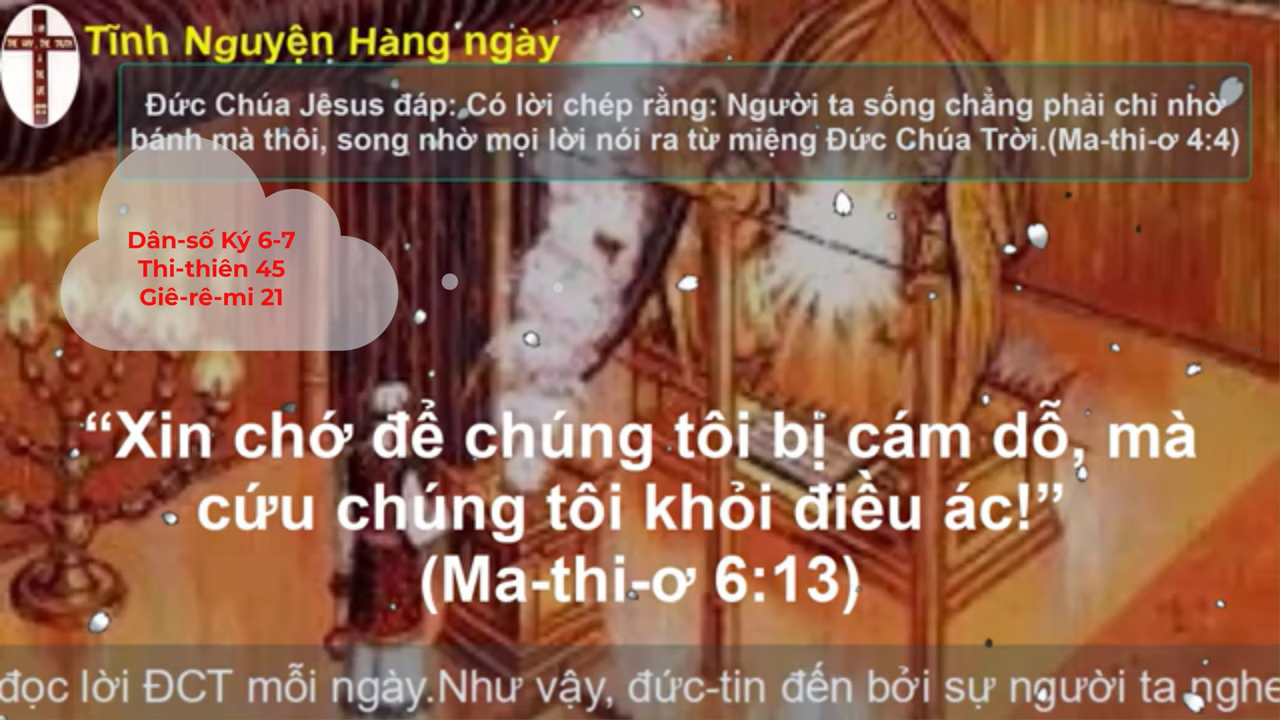 Tĩnh Nguyện Hàng ngày
Đức Chúa Jêsus đáp: Có lời chép rằng: Người ta sống chẳng phải chỉ nhờ
bánh mà thôi, song nhờ mọi lời nói ra từ miệng Đức Chúa Trời.(Ma-thi-ơ 4:4)
Dân-số Ký 6-7
Thi-thiên 45
Giê-rê-mi 21
“Xin chớ để chúng tôi bị cám dỗ, mà
cứu chúng tôi khỏi điều ác!”
(Ma-thi-ơ 6:13)
đọc lời ĐCT mỗi ngày.Như vậy, đức-tin đến bởi sự người ta nghe